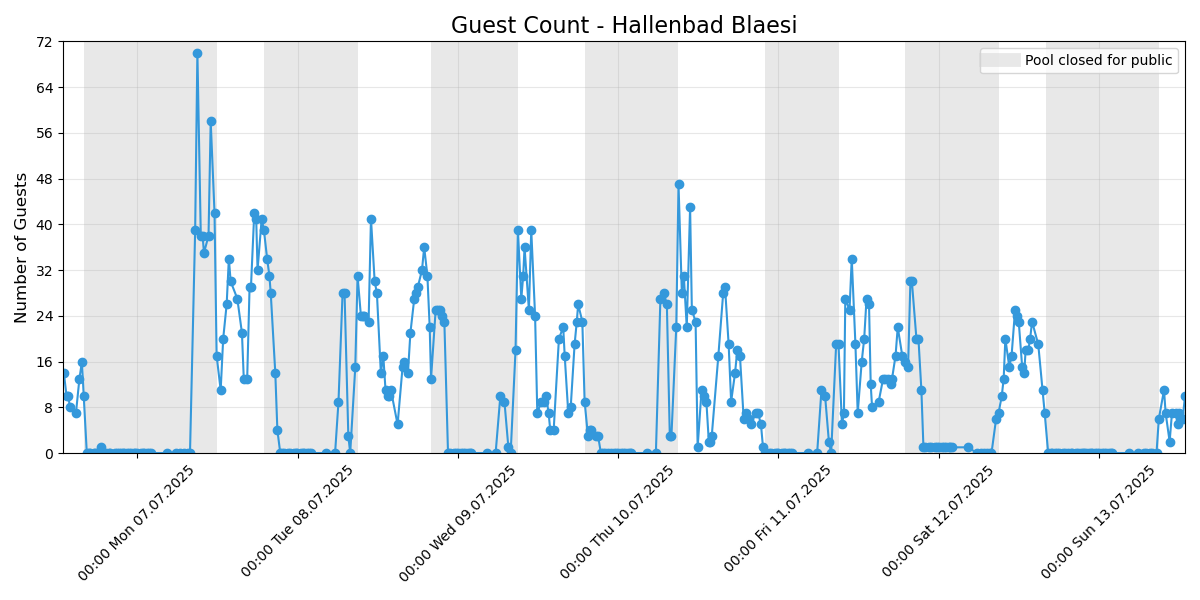 Guest Count - Hallenbad Blaesi
Pool closed for public
Number of Guests
72
64
56
48
40
32
24
16
8
0
00:00 Mon 07.07.2025
00:00 Tue 08.07.2025
00:00 Wed 09.07.2025
00:00 Thu 10.07.2025
00:00 Fri 11.07.2025
00:00 Sat 12.07.2025
00:00 Sun 13.07.2025